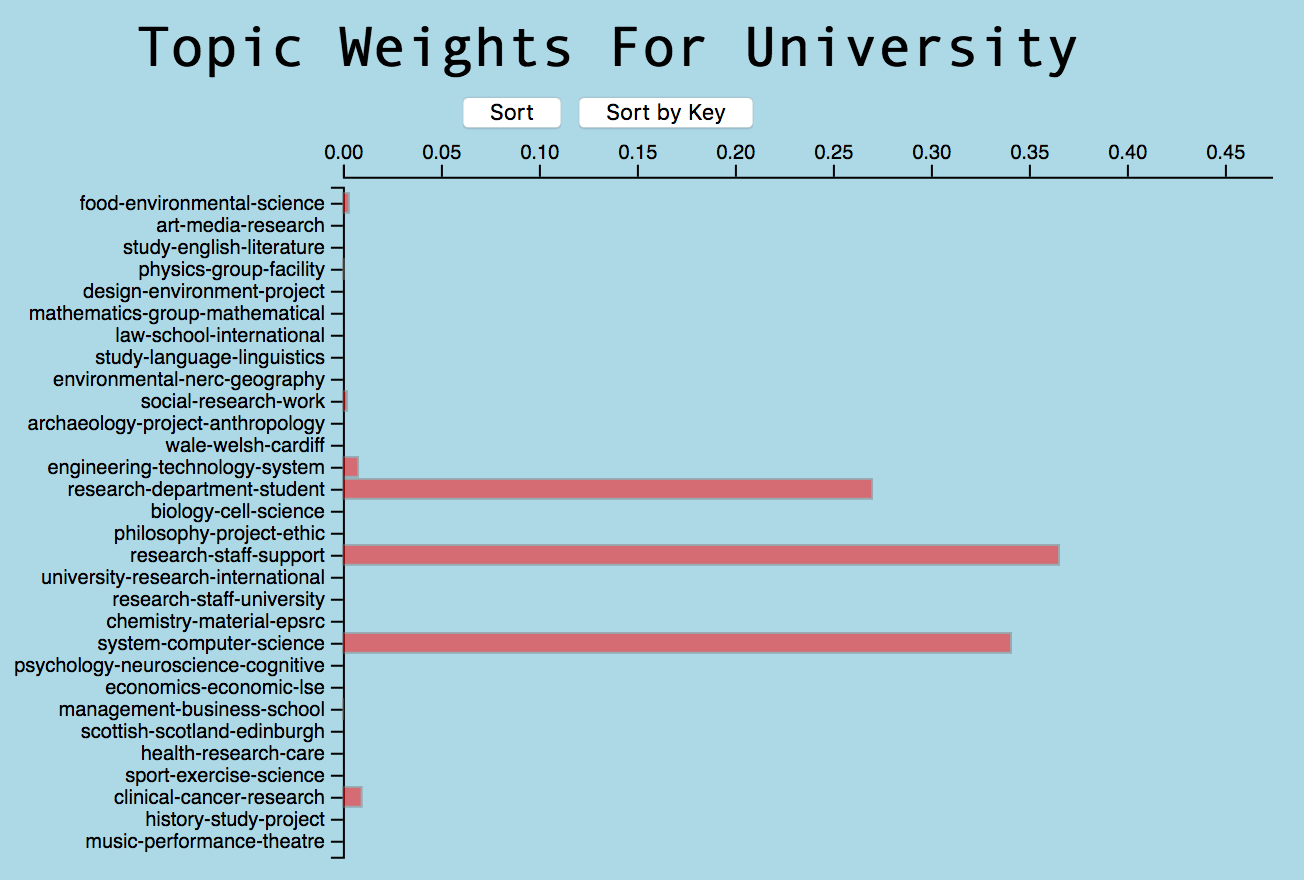 Topic Weights For University
Sort Sort by Key
0.00 0.05 0.10 0.15 0.20 0.25 0.30 0.35 0.40 0.45
food-environmental-science
art-media-research
study-english-literature
physics-group-facility
design-environment-project
mathematics-group-mathematical
law-school-international
study-language-linguistics
environmental-nerc-geography
social-research-work
archaeology-project-anthropology
wale-welsh-cardiff
engineering-technology-system
research-department-student
biology-cell-science
philosophy-project-ethic
research-staff-support
university-research-international
research-staff-university
chemistry-material-epsrc
system-computer-science
psychology-neuroscience-cognitive
economics-economic-lse
management-business-school
scottish-scotland-edinburgh
health-research-care
sport-exercise-science
clinical-cancer-research
history-study-project
music-performance-theatre